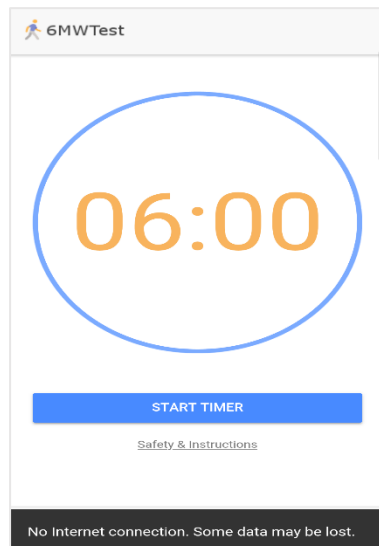 6MWTest
06:00
START TIMER
Safety & Instructions
No Internet connection. Some data may be lost.